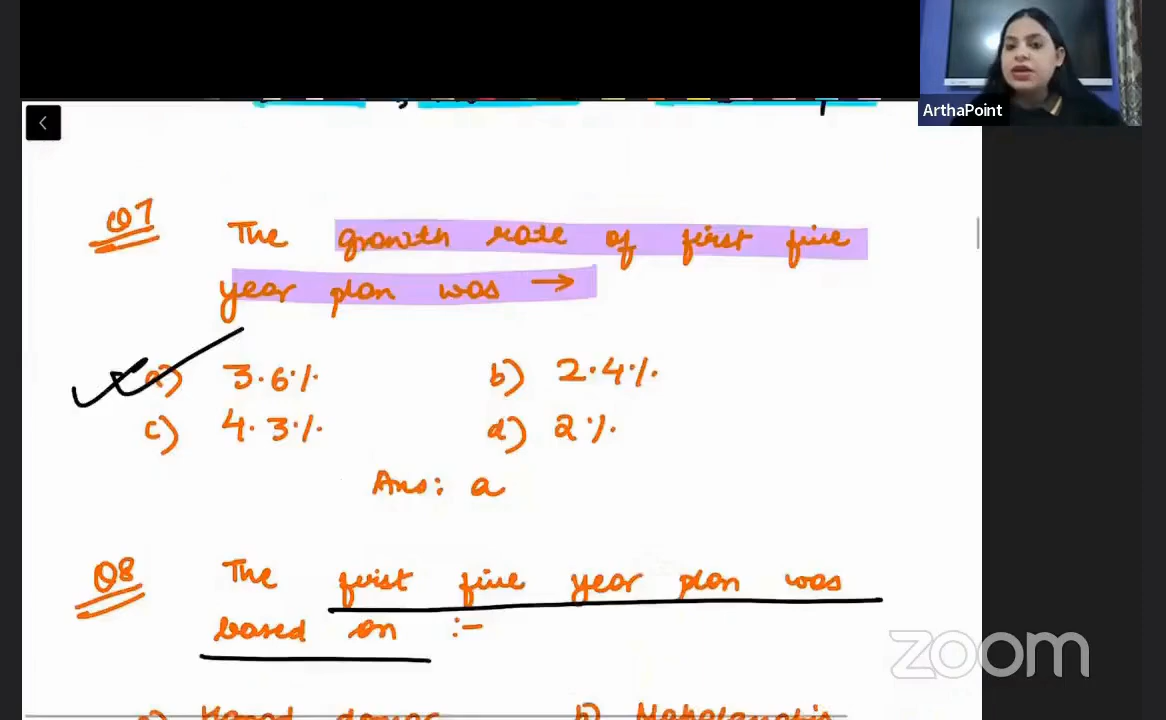 ArthaPoint
Q7 The growth rate of first five
year plan was →
a) 3.6% b) 2.4%
c) 4.3% d) 2%
Ans: a
Q8 The first five year plan was
based on :-
a) b) Mahalanobis
zoom